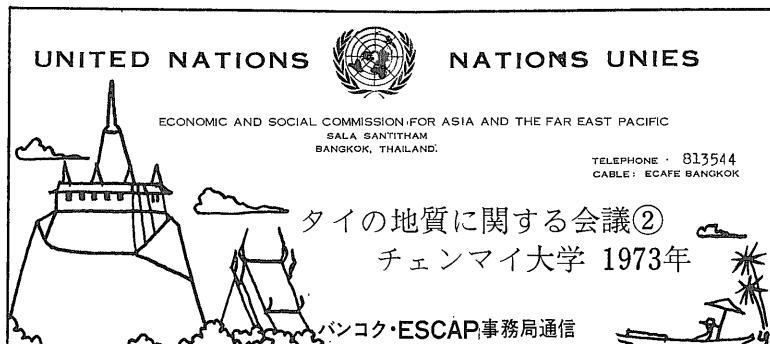 UNITED NATIONS NATIONS UNIES
ECONOMIC AND SOCIAL COMMISSION FOR ASIA AND THE FAR EAST PACIFIC
SALA SANTITHAM
BANGKOK, THAILAND.
TELEPHONE · 813544
CABLE: ECAFE BANGKOK
タイの地質に関する会議②
チェンマイ大学 1973年
バンコク・ESCAP事務局通信